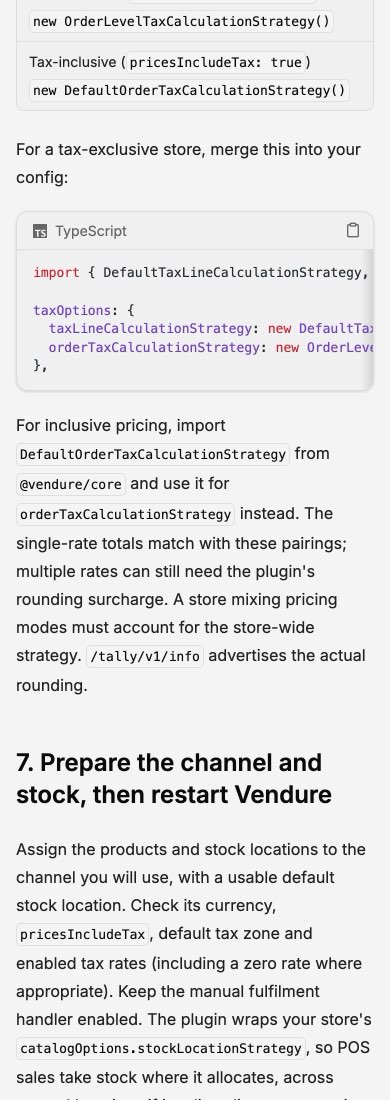 new OrderLevelTaxCalculationStrategy()
Tax-inclusive (pricesIncludeTax: true)
new DefaultOrderTaxCalculationStrategy()
For a tax-exclusive store, merge this into your
config:
TS TypeScript
import { DefaultTaxLineCalculationStrategy,
taxOptions: {
taxLineCalculationStrategy: new DefaultTax
orderTaxCalculationStrategy: new OrderLeve
},
For inclusive pricing, import
DefaultOrderTaxCalculationStrategy from
@vendure/core and use it for
orderTaxCalculationStrategy instead. The
single-rate totals match with these pairings;
multiple rates can still need the plugin's
rounding surcharge. A store mixing pricing
modes must account for the store-wide
strategy. /tally/v1/info advertises the actual
rounding.
7. Prepare the channel and
stock, then restart Vendure
Assign the products and stock locations to the
channel you will use, with a usable default
stock location. Check its currency,
pricesIncludeTax, default tax zone and
enabled tax rates (including a zero rate where
appropriate). Keep the manual fulfilment
handler enabled. The plugin wraps your store's
catalogOptions.stockLocationStrategy, so POS
sales take stock where it allocates, across